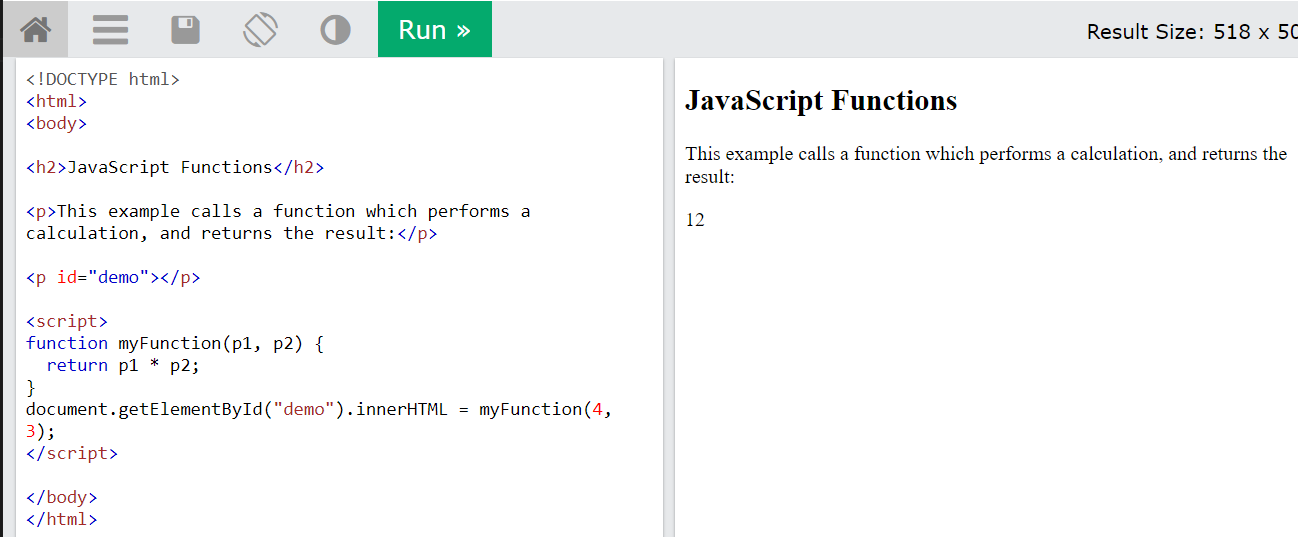 Run »
Result Size: 518 x 50
<!DOCTYPE html>
<html>
<body>
<h2>JavaScript Functions</h2>
<p>This example calls a function which performs a
calculation, and returns the result:</p>
<p id="demo"></p>
<script>
function myFunction(p1, p2) {
  return p1 * p2;
}
document.getElementById("demo").innerHTML = myFunction(4,
3);
</script>
</body>
</html>
JavaScript Functions
This example calls a function which performs a calculation, and returns the
result:
12